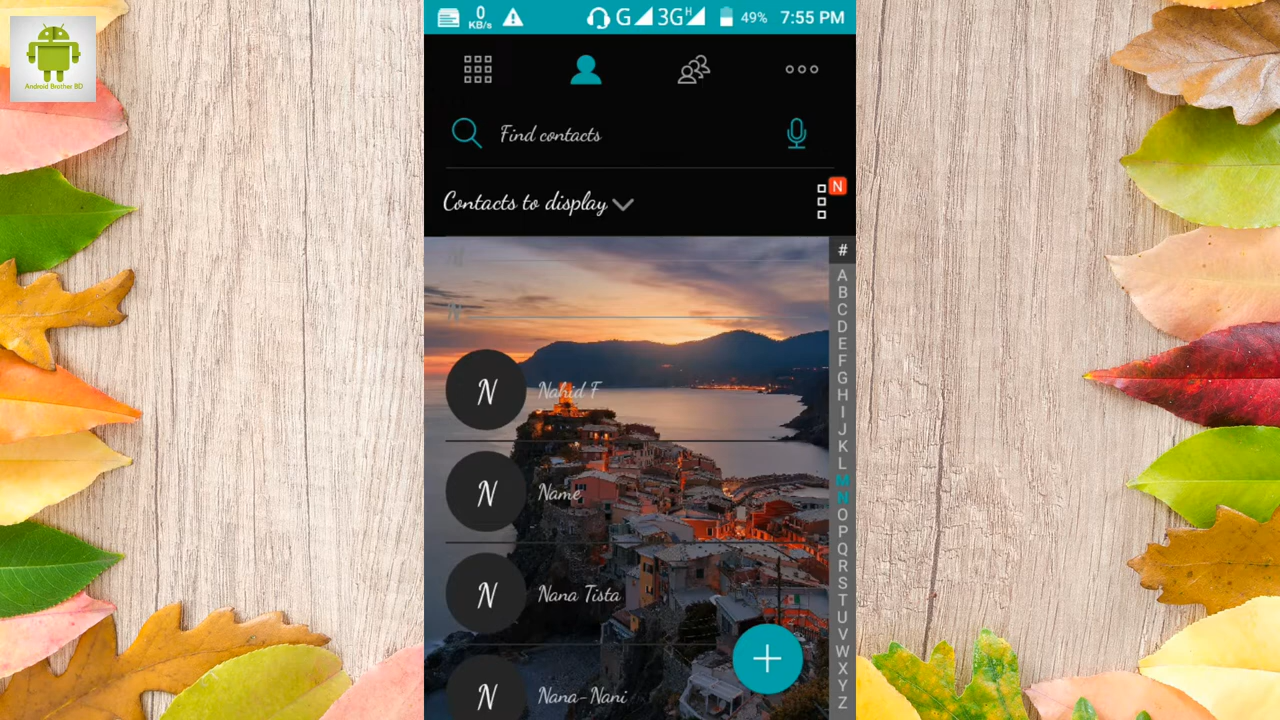 Android Brother BD
0
KB/s
G
3G
H
49%
7:55 PM
Find contacts
Contacts to display
N
#
N
N
N
Nahid F
N
Name
N
Nana Tista
N
Nana-Nani
A
B
C
D
E
F
G
H
I
J
K
L
M
N
O
P
Q
R
S
T
U
V
W
X
Y
Z